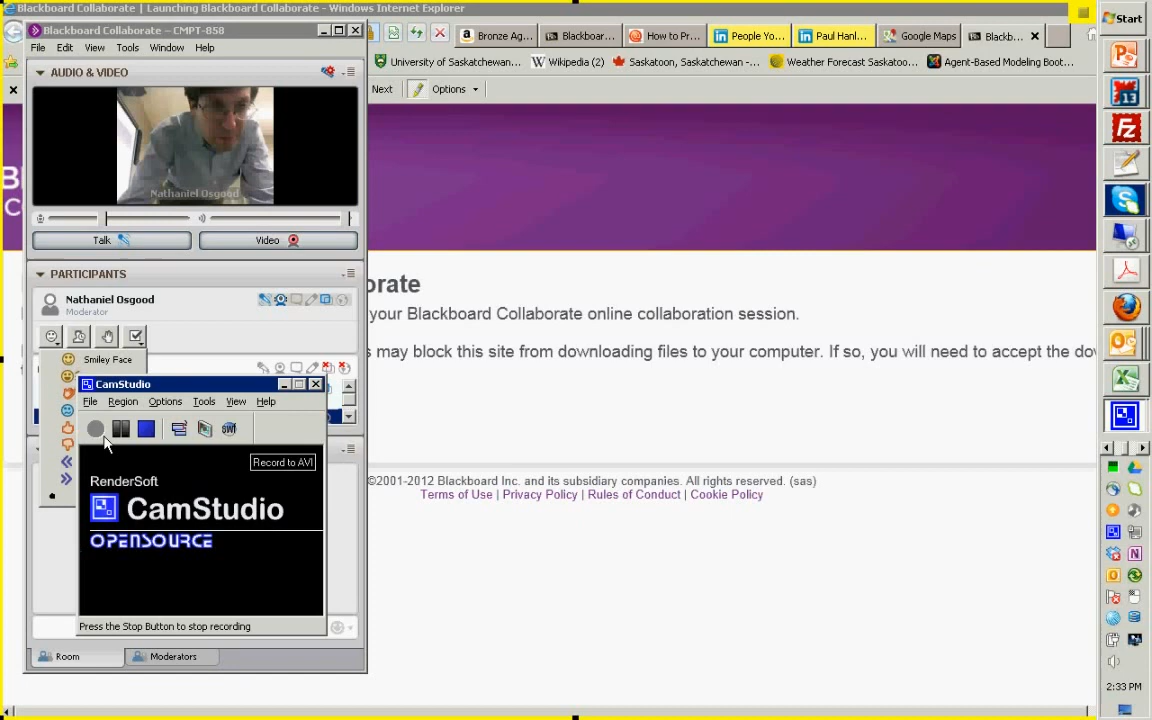 Blackboard Collaborate | Launching Blackboard Collaborate - Windows Internet Explorer
Start
Blackboard Collaborate – CMPT-858
File Edit View Tools Window Help
Bronze Ag...
Blackboar...
How to Pr...
People Yo...
Paul Hanl...
Google Maps
Blackb...
University of Saskatchewan...
Wikipedia (2)
Saskatoon, Saskatchewan -...
Weather Forecast Saskatoo...
Agent-Based Modeling Boot...
Next
Options
AUDIO & VIDEO
Nathaniel Osgood
Talk
Video
PARTICIPANTS
Nathaniel Osgood
Moderator
Smiley Face
CamStudio
File Region Options Tools View Help
SWF
Record to AVI
RenderSoft
CamStudio
OPENSOURCE
Press the Stop Button to stop recording
Room
Moderators
orate
your Blackboard Collaborate online collaboration session.
s may block this site from downloading files to your computer. If so, you will need to accept the dov
©2001-2012 Blackboard Inc. and its subsidiary companies. All rights reserved. (sas)
Terms of Use | Privacy Policy | Rules of Conduct | Cookie Policy
13
2:33 PM